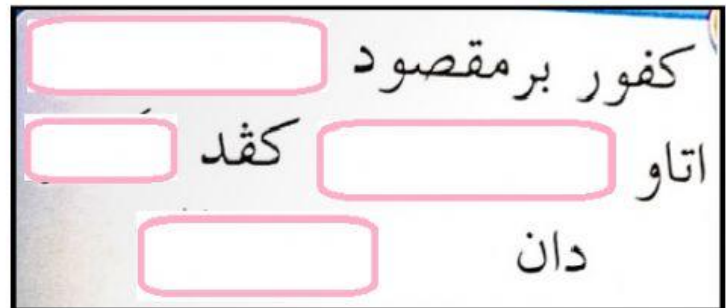 كفور برمقصود
اتاو كڤد
دان